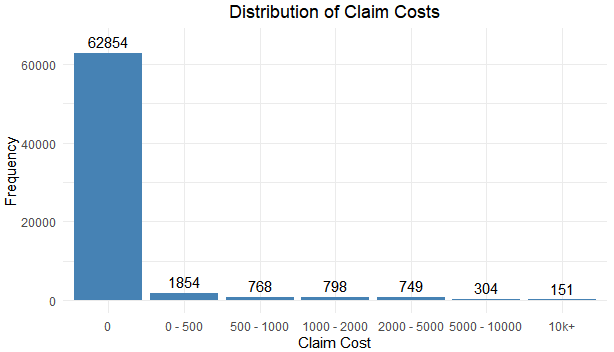 Distribution of Claim Costs
62854
60000
40000
Frequency
20000
1854 768 798 749 304 151
0
0 0 - 500 500 - 1000 1000 - 2000 2000 - 5000 5000 - 10000 10k+
Claim Cost